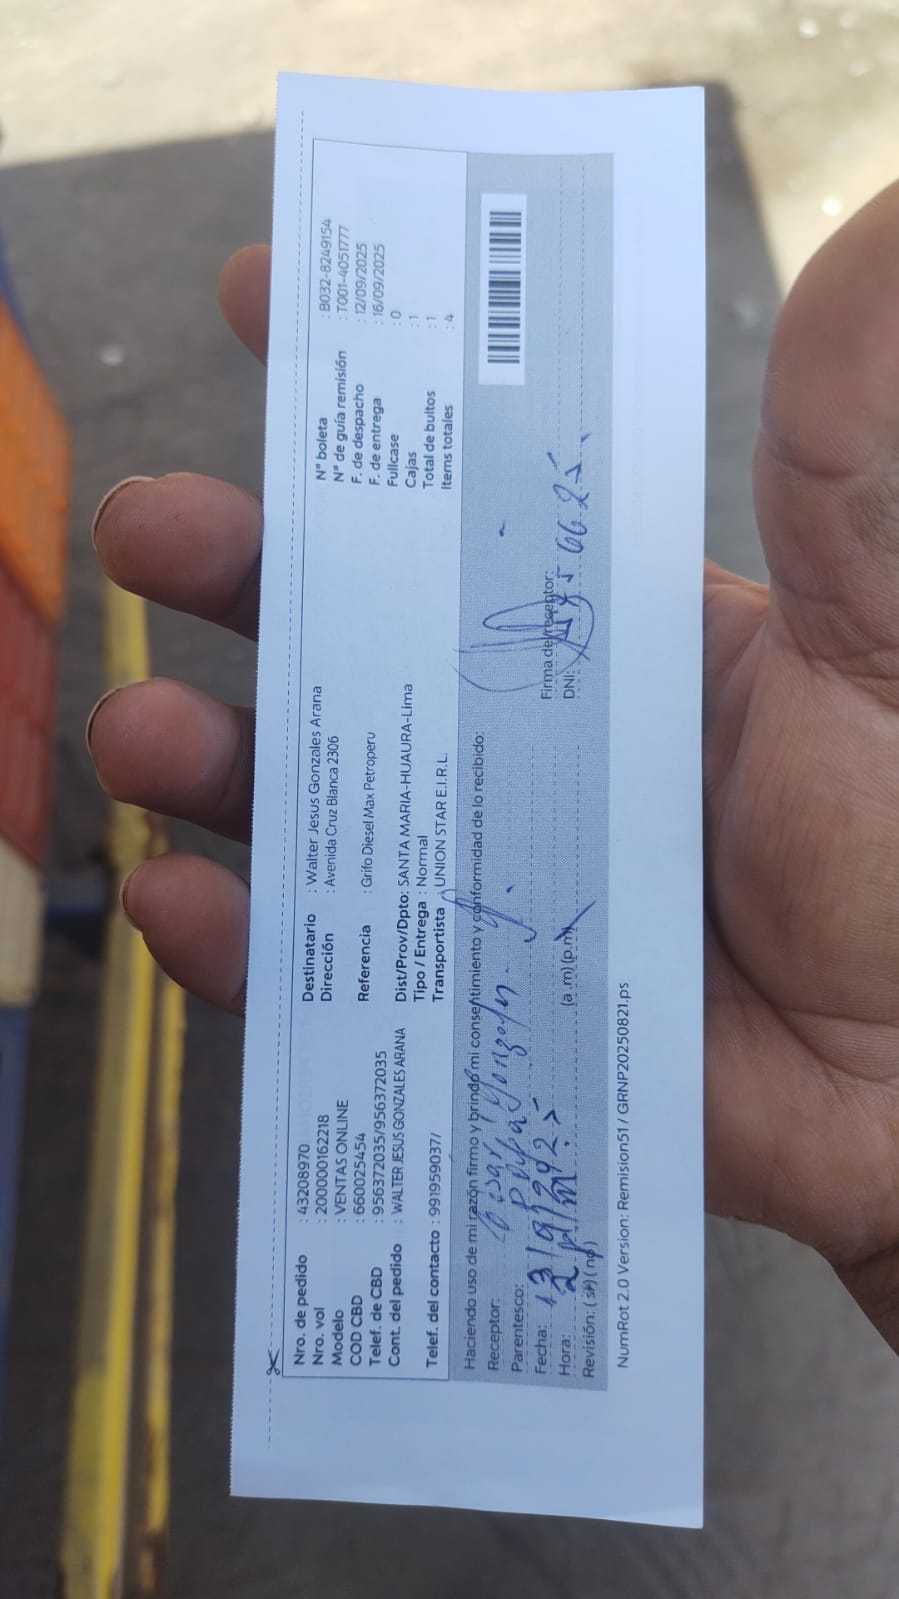 Nro. de pedido : 43208970
Nro. vol : 200000162218
Modelo : VENTAS ONLINE
COD CBD : 660025454
Telef. de CBD : 956372035/956372035
Cont. del pedido : WALTER JESUS GONZALES ARANA
Telef. del contacto : 991959037/
Destinatario : Walter Jesus Gonzales Arana
Dirección : Avenida Cruz Blanca 2306
Referencia : Grifo Diesel Max Petroperu
Dist/Prov/Dpto: SANTA MARIA-HUAURA-Lima
Tipo / Entrega : Normal
Transportista : UNION STAR E.I.R.L.
N° boleta : B032-8249154
N° de guía remisión : T001-4051777
F. de despacho : 12/09/2025
F. de entrega : 16/09/2025
Fullcase : 0
Cajas : 1
Total de bultos : 1
Items totales : 4
Haciendo uso de mi razón firmo y brindo mi consentimiento y conformidad de lo recibido:
Receptor:
Parentesco:
Fecha: 13/9/2025
Hora: (a .m) (p.m)
Revisión: ( si) ( no)
Firma de receptor:
DNI:
NumRot 2.0 Version: Remision51 / GRNP20250821.ps